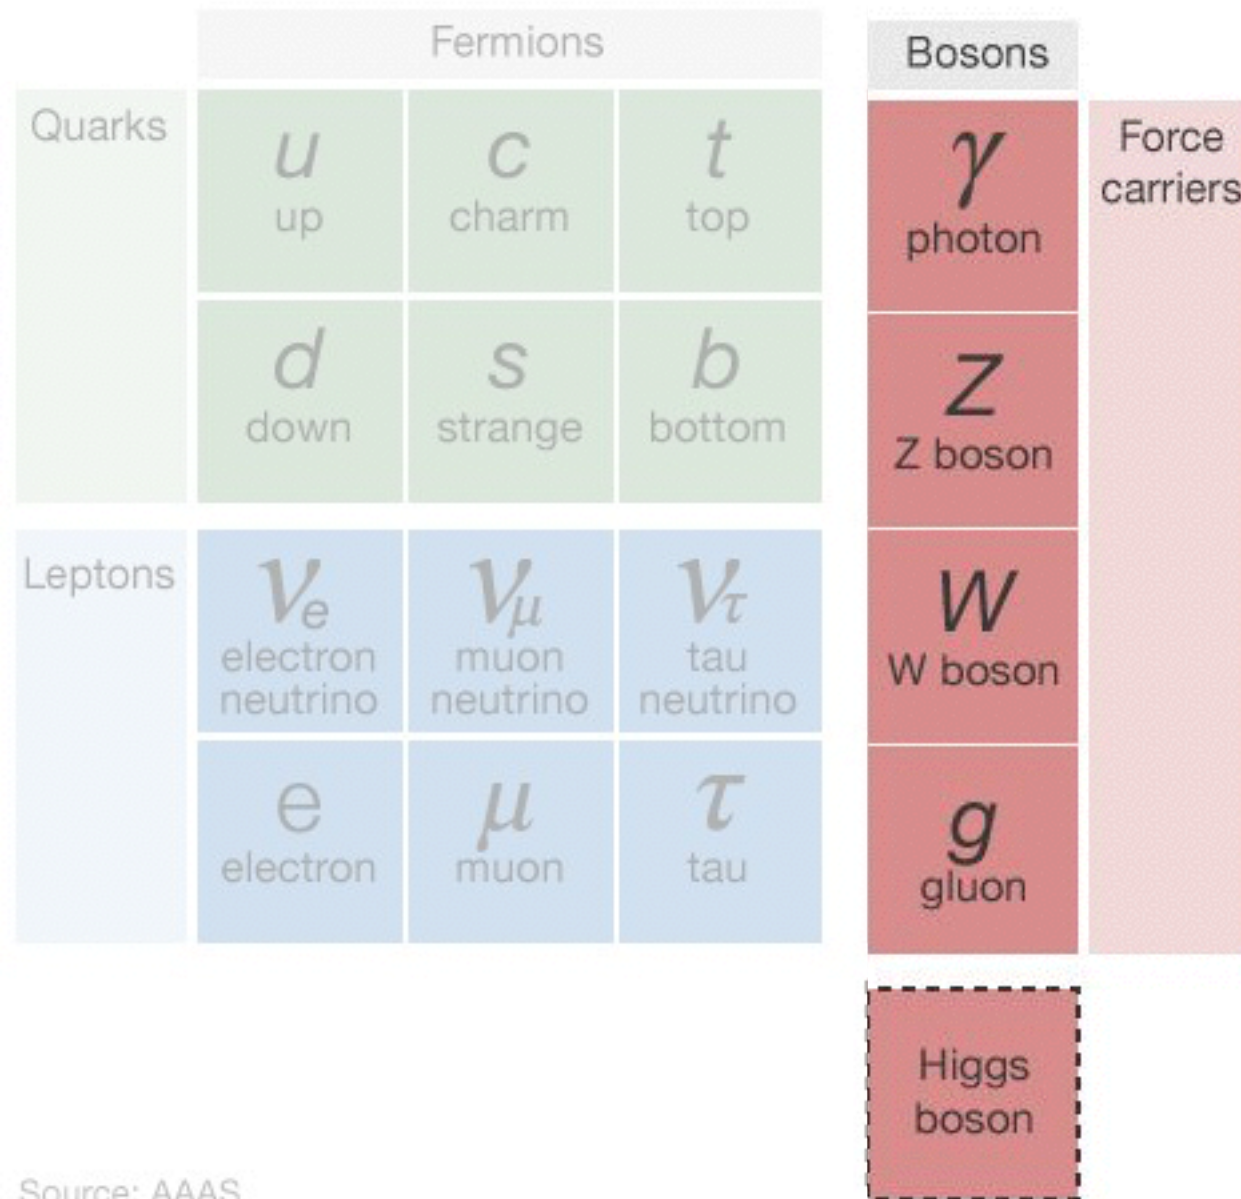 Fermions
Bosons
Quarks
u
up
c
charm
t
top
γ
photon
Force
carriers
d
down
s
strange
b
bottom
Z
Z boson
Leptons
νe
electron
neutrino
νμ
muon
neutrino
ντ
tau
neutrino
W
W boson
e
electron
μ
muon
τ
tau
g
gluon
Higgs
boson
Source: AAAS